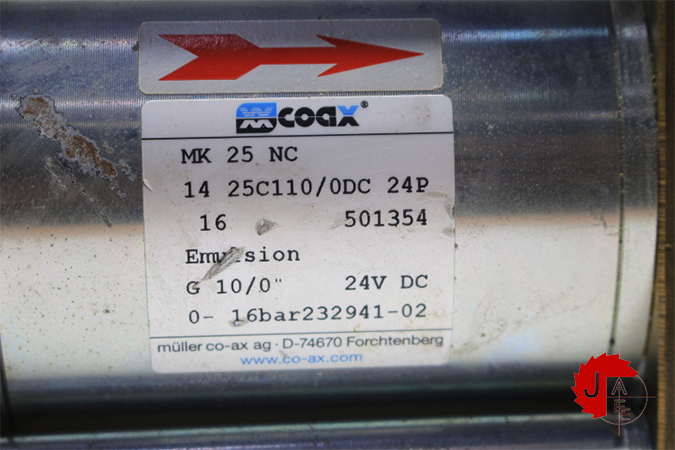 coax®
MK 25 NC
14 25C110/0DC 24P
16 501354
Emulsion
G 10/0" 24V DC
0- 16bar232941-02
müller co-ax ag · D-74670 Forchtenberg
www.co-ax.com
J A